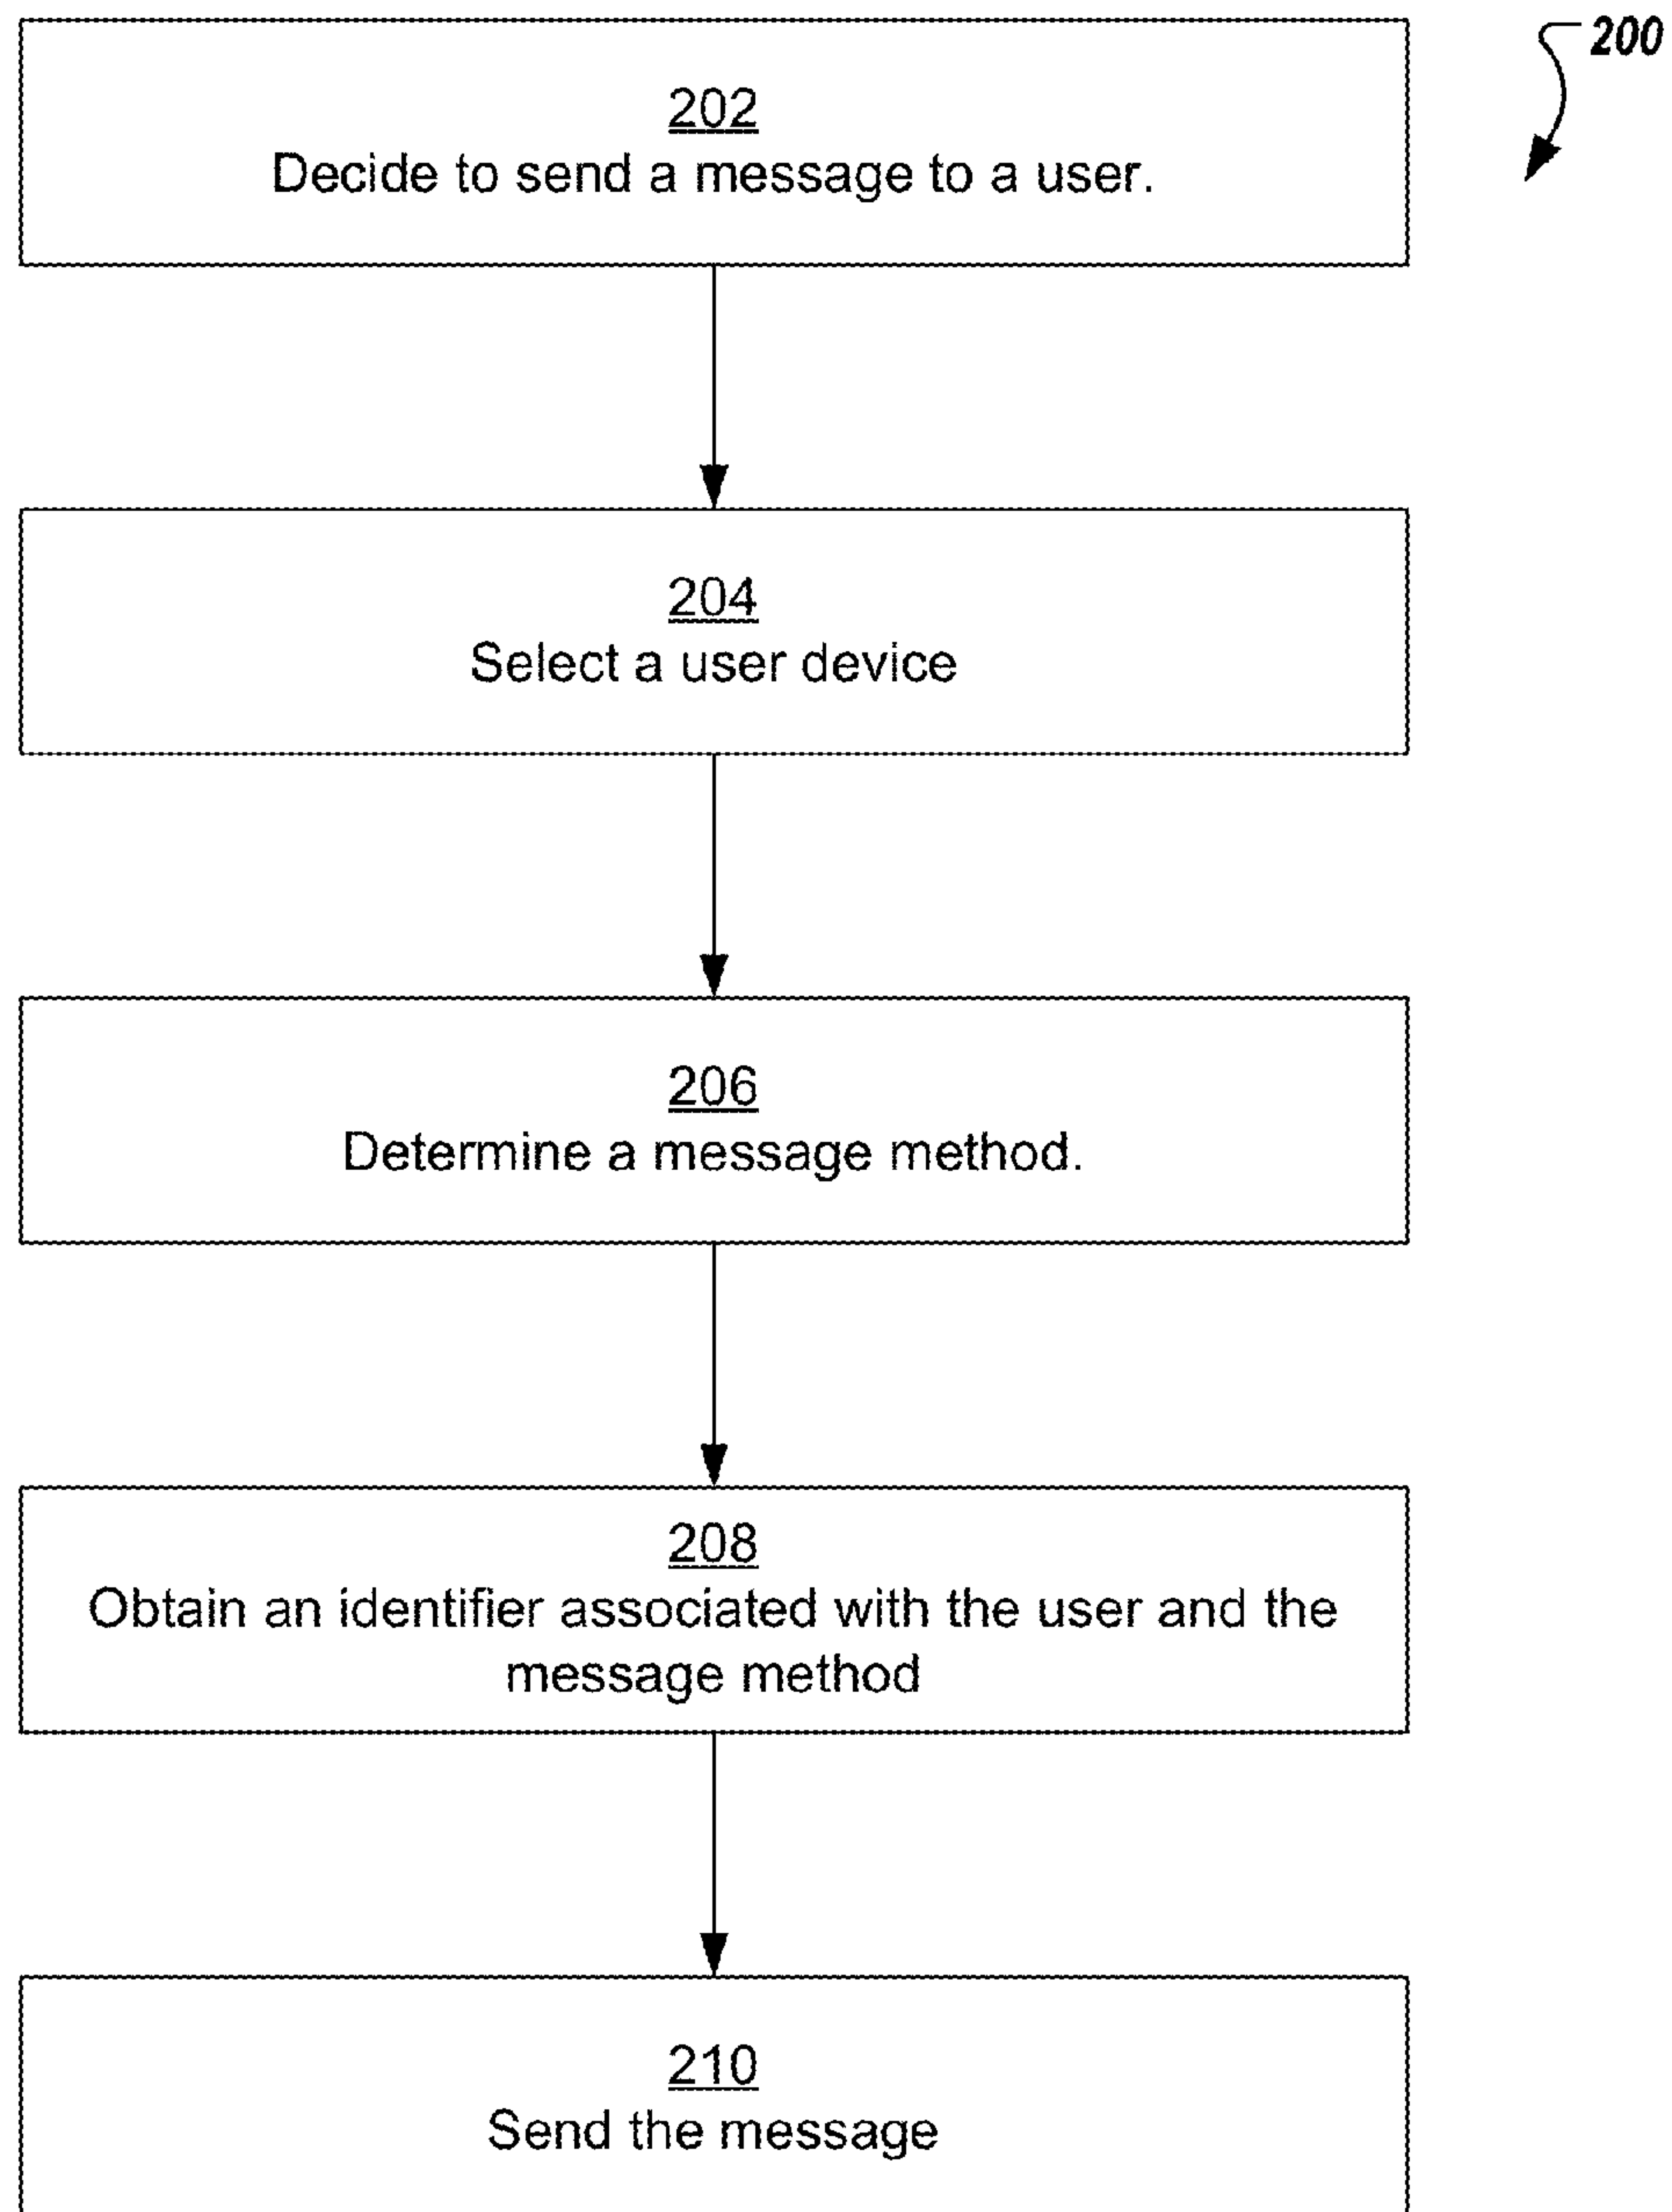 200
202
Decide to send a message to a user.
204
Select a user device
206
Determine a message method.
208
Obtain an identifier associated with the user and the
message method
210
Send the message